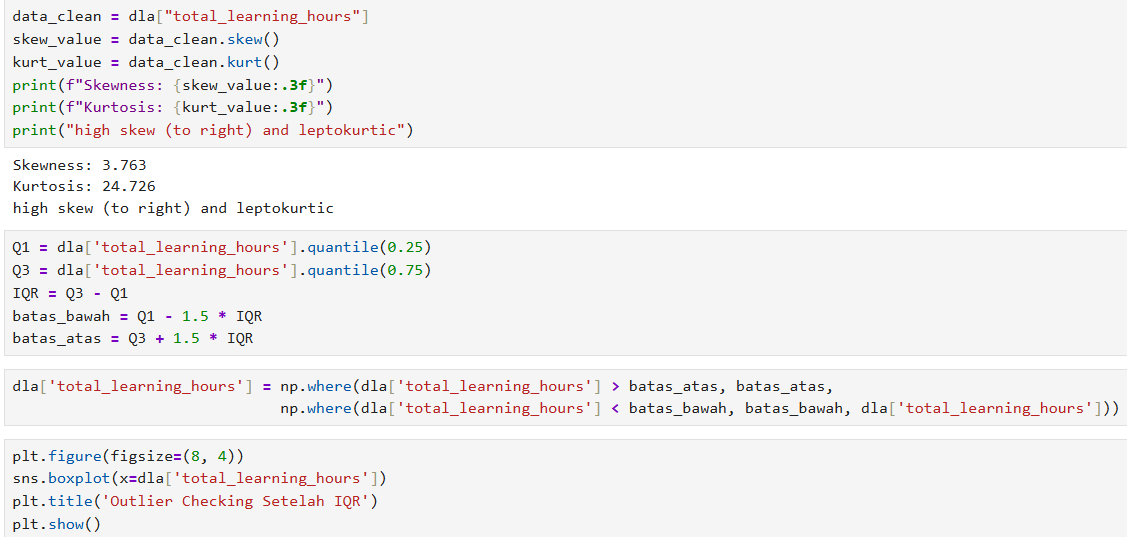 data_clean = dla["total_learning_hours"]
skew_value = data_clean.skew()
kurt_value = data_clean.kurt()
print(f"Skewness: {skew_value:.3f}")
print(f"Kurtosis: {kurt_value:.3f}")
print("high skew (to right) and leptokurtic")
Skewness: 3.763
Kurtosis: 24.726
high skew (to right) and leptokurtic
Q1 = dla['total_learning_hours'].quantile(0.25)
Q3 = dla['total_learning_hours'].quantile(0.75)
IQR = Q3 - Q1
batas_bawah = Q1 - 1.5 * IQR
batas_atas = Q3 + 1.5 * IQR
dla['total_learning_hours'] = np.where(dla['total_learning_hours'] > batas_atas, batas_atas,
np.where(dla['total_learning_hours'] < batas_bawah, batas_bawah, dla['total_learning_hours']))
plt.figure(figsize=(8, 4))
sns.boxplot(x=dla['total_learning_hours'])
plt.title('Outlier Checking Setelah IQR')
plt.show()